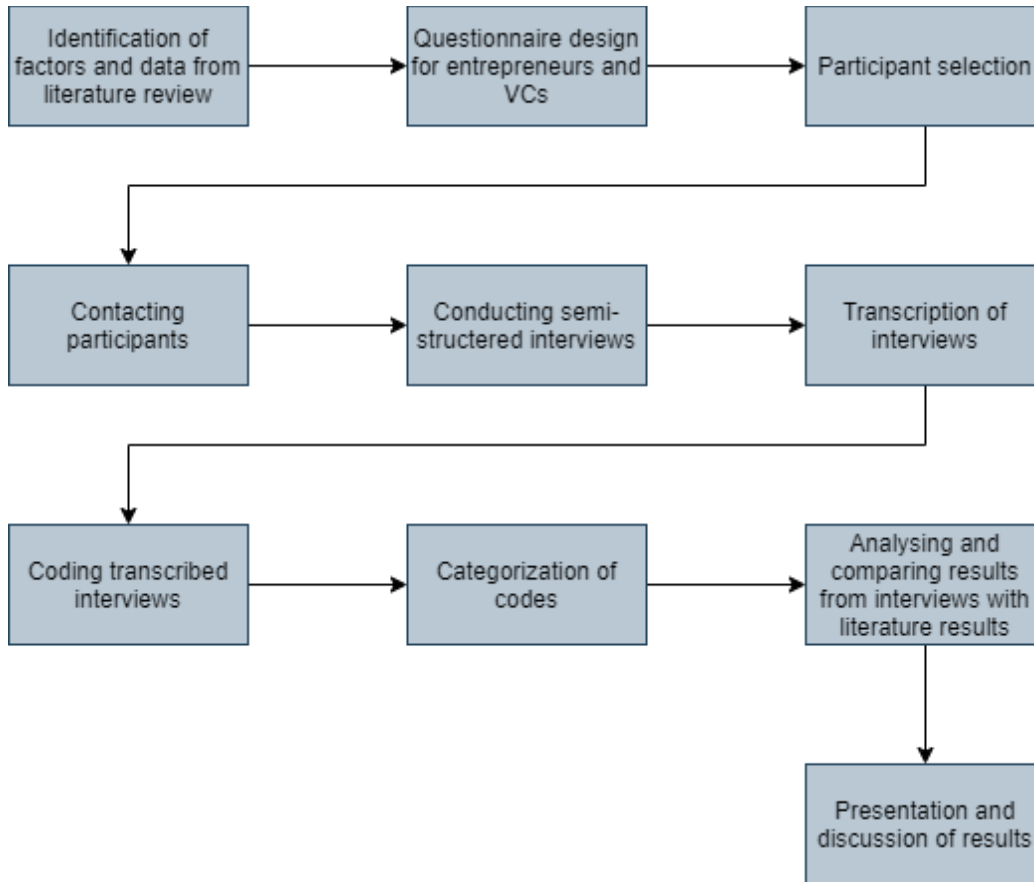 Identification of
factors and data from
literature review
Questionnaire design
for entrepreneurs and
VCs
Participant selection
Contacting
participants
Conducting semi-
structered interviews
Transcription of
interviews
Coding transcribed
interviews
Categorization of
codes
Analysing and
comparing results
from interviews with
literature results
Presentation and
discussion of results